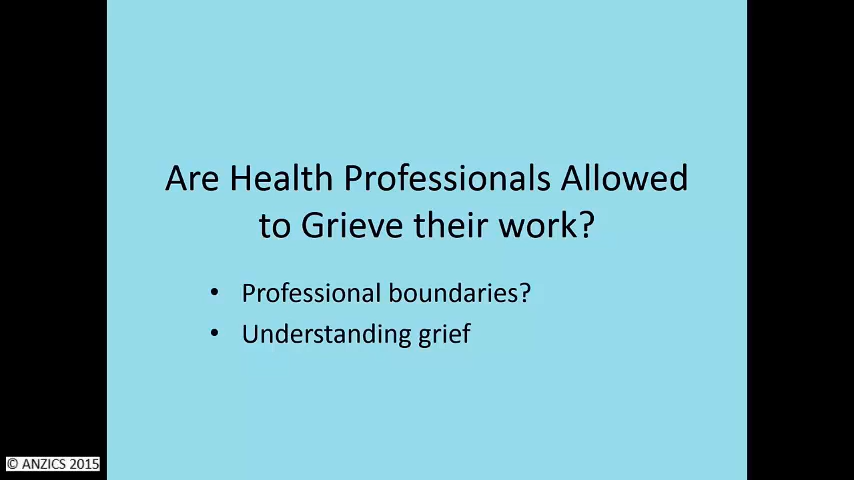 Are Health Professionals Allowed
to Grieve their work?
• Professional boundaries?
• Understanding grief
© ANZICS 2015